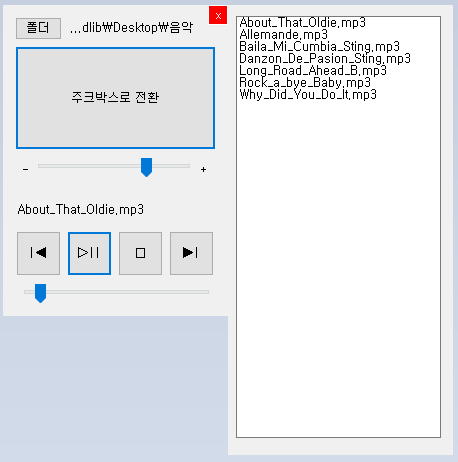 x
폴더 ...dlib₩Desktop₩음악
주크박스로 전환
- +
About_That_Oldie.mp3
About_That_Oldie.mp3
Allemande.mp3
Baila_Mi_Cumbia_Sting.mp3
Danzon_De_Pasion_Sting.mp3
Long_Road_Ahead_B.mp3
Rock_a_bye_Baby.mp3
Why_Did_You_Do_It.mp3